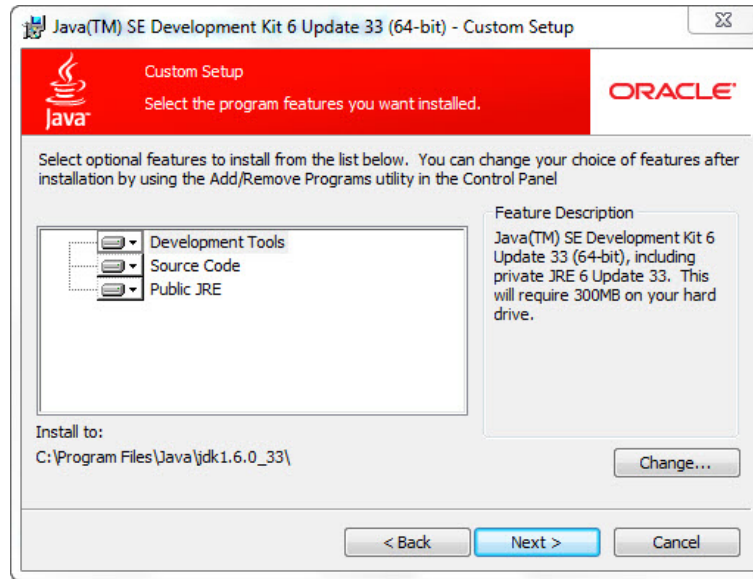 Java(TM) SE Development Kit 6 Update 33 (64-bit) - Custom Setup
Java™
Custom Setup
Select the program features you want installed.
ORACLE®
Select optional features to install from the list below. You can change your choice of features after
installation by using the Add/Remove Programs utility in the Control Panel
Development Tools
Source Code
Public JRE
Feature Description
Java(TM) SE Development Kit 6
Update 33 (64-bit), including
private JRE 6 Update 33. This
will require 300MB on your hard
drive.
Install to:
C:\Program Files\Java\jdk1.6.0_33\
Change...
< Back
Next >
Cancel